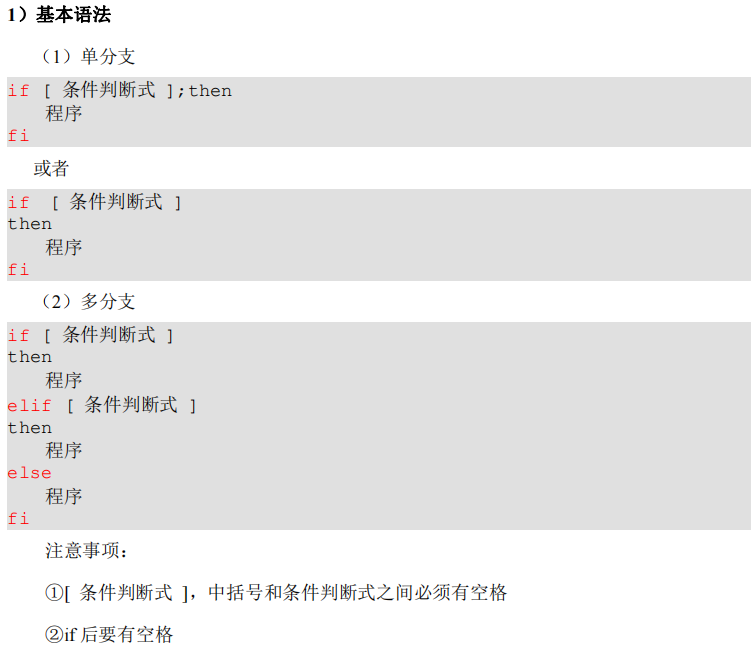 1）基本语法
（1）单分支
if [ 条件判断式 ];then
    程序
fi
或者
if  [ 条件判断式 ]
then
    程序
fi
（2）多分支
if [ 条件判断式 ]
then
    程序
elif [ 条件判断式 ]
then
    程序
else
    程序
fi
注意事项：
①[ 条件判断式 ]，中括号和条件判断式之间必须有空格
②if 后要有空格